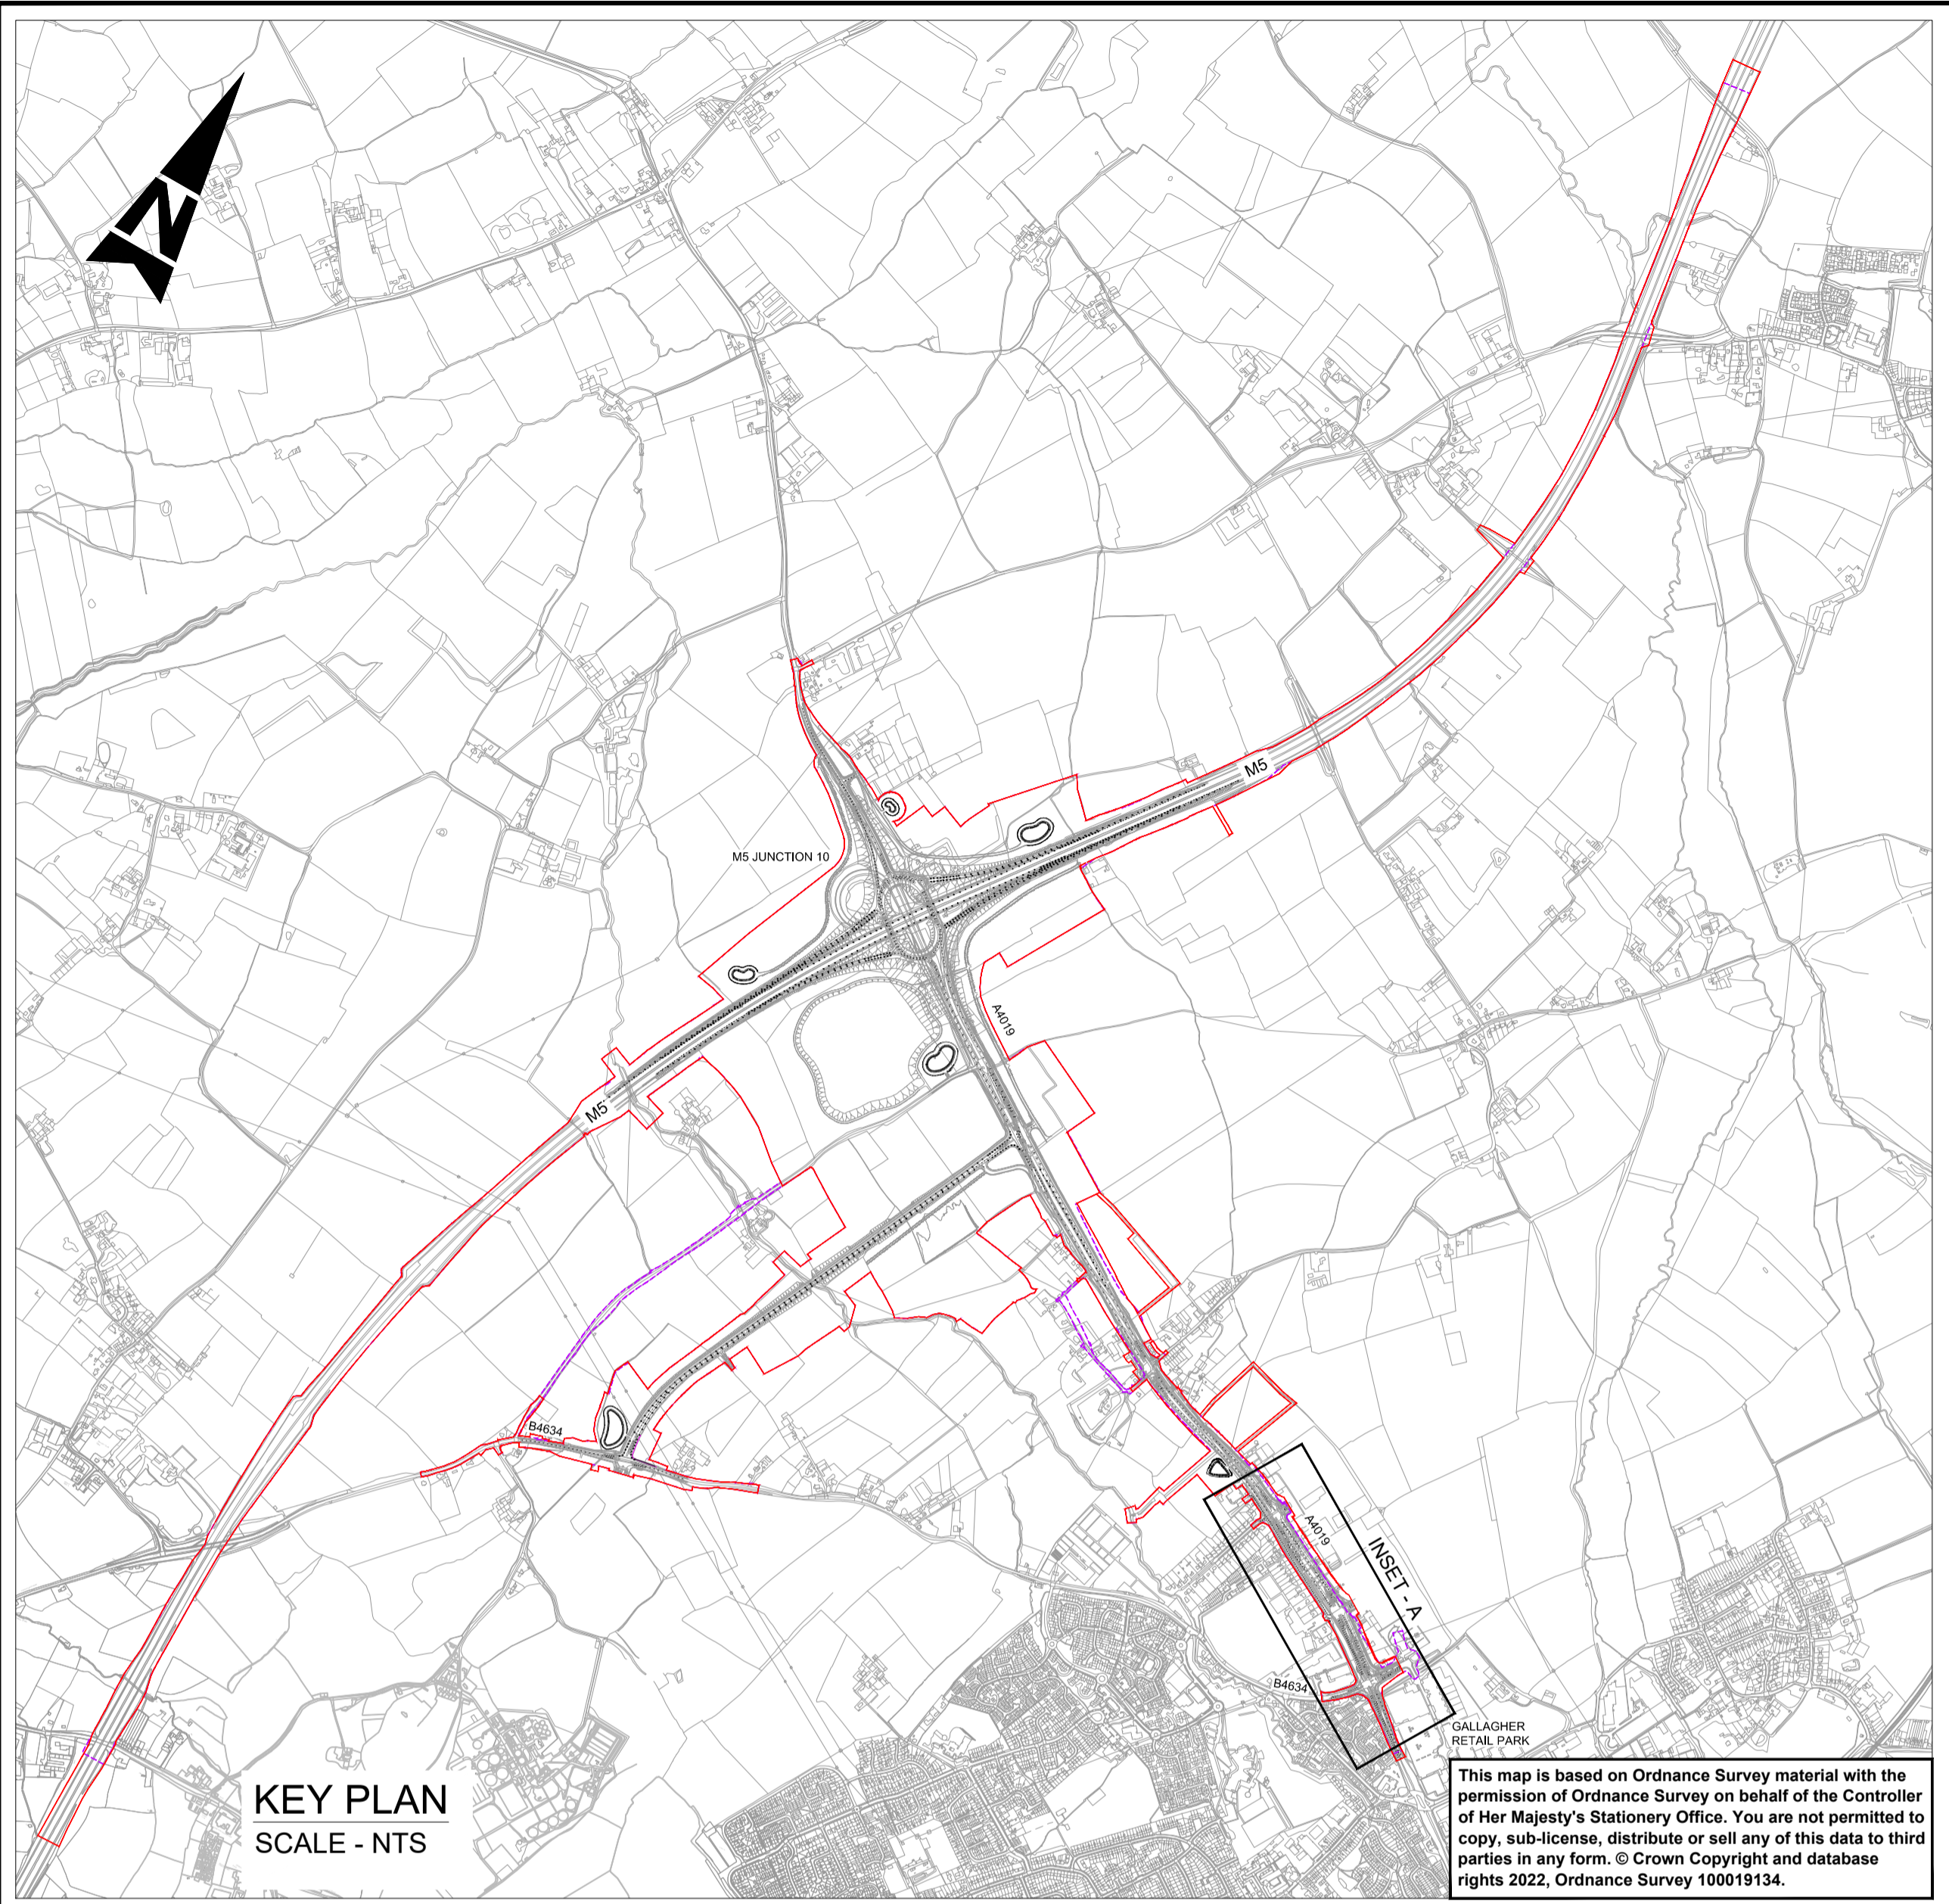 N
M5
M5 JUNCTION 10
A4019
M5
B4634
A4019
INSET - A
B4634
GALLAGHER
RETAIL PARK
KEY PLAN
SCALE - NTS
This map is based on Ordnance Survey material with the
permission of Ordnance Survey on behalf of the Controller
of Her Majesty's Stationery Office. You are not permitted to
copy, sub-license, distribute or sell any of this data to third
parties in any form. © Crown Copyright and database
rights 2022, Ordnance Survey 100019134.